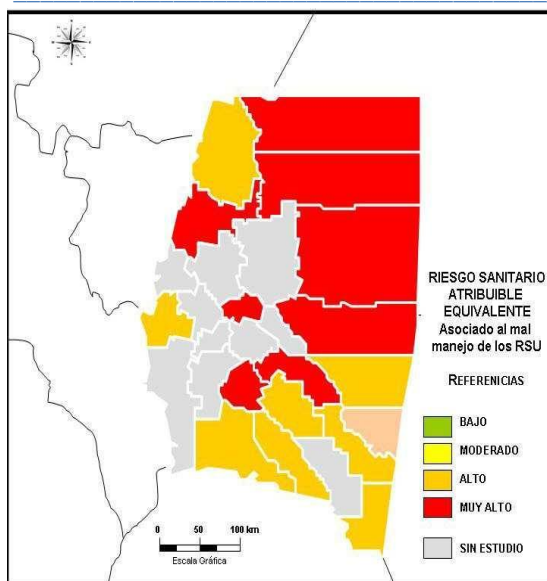 RIESGO SANITARIO
ATRIBUIBLE
EQUIVALENTE
Asociado al mal
manejo de los RSU
REFERENCIAS
BAJO
MODERADO
ALTO
MUY ALTO
SIN ESTUDIO
0 50 100 km
Escala Gráfica